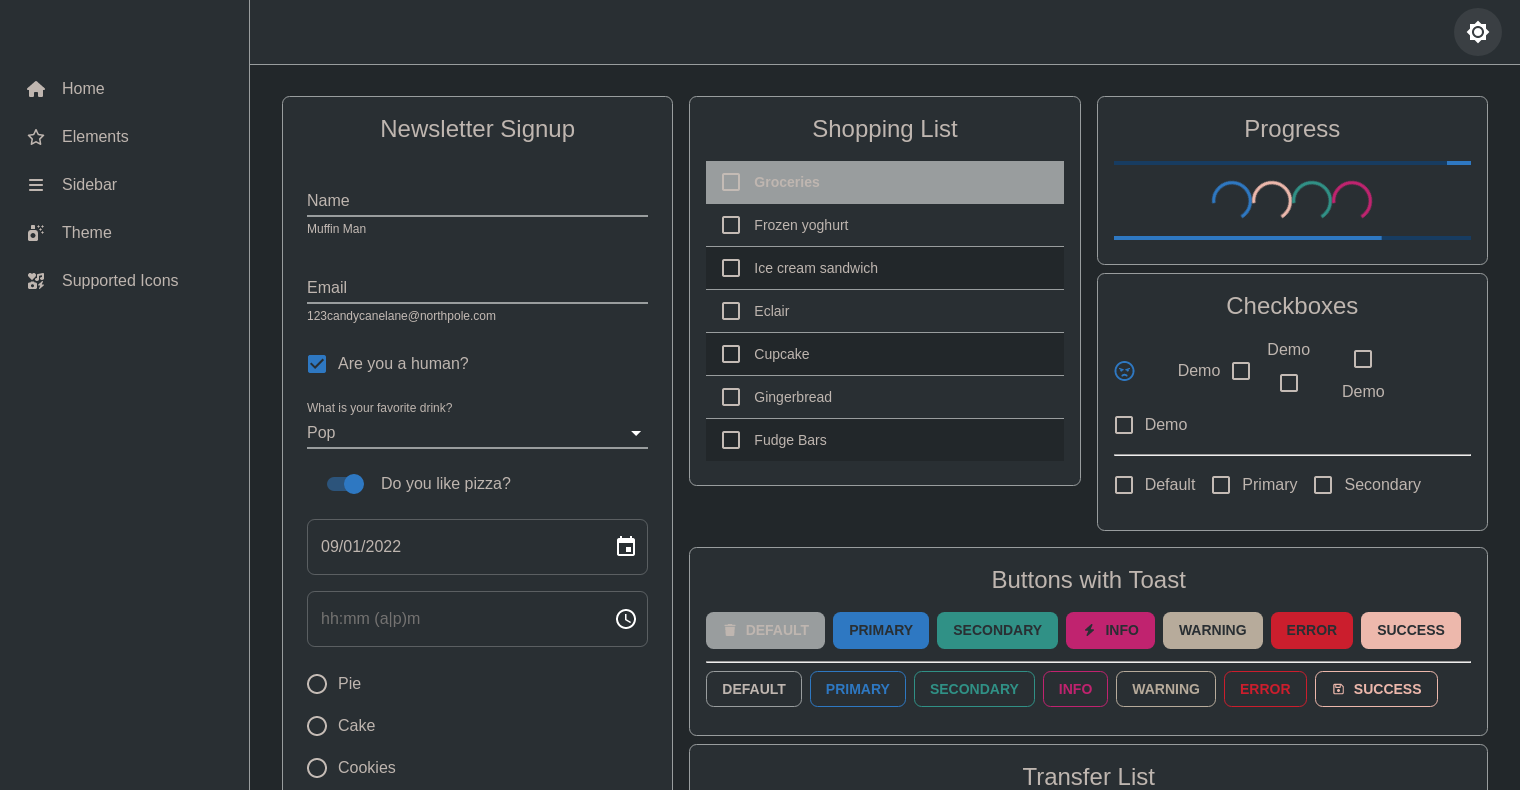 Home
Elements
Sidebar
Theme
Supported Icons
Newsletter Signup
Name
Muffin Man
Email
123candycanelane@northpole.com
Are you a human?
What is your favorite drink?
Pop
Do you like pizza?
09/01/2022
hh:mm (a|p)m
Pie
Cake
Cookies
Shopping List
Groceries
Frozen yoghurt
Ice cream sandwich
Eclair
Cupcake
Gingerbread
Fudge Bars
Progress
Checkboxes
Demo
Demo
Demo
Demo
Default Primary Secondary
Buttons with Toast
DEFAULT PRIMARY SECONDARY INFO WARNING ERROR SUCCESS
DEFAULT PRIMARY SECONDARY INFO WARNING ERROR SUCCESS
Transfer List